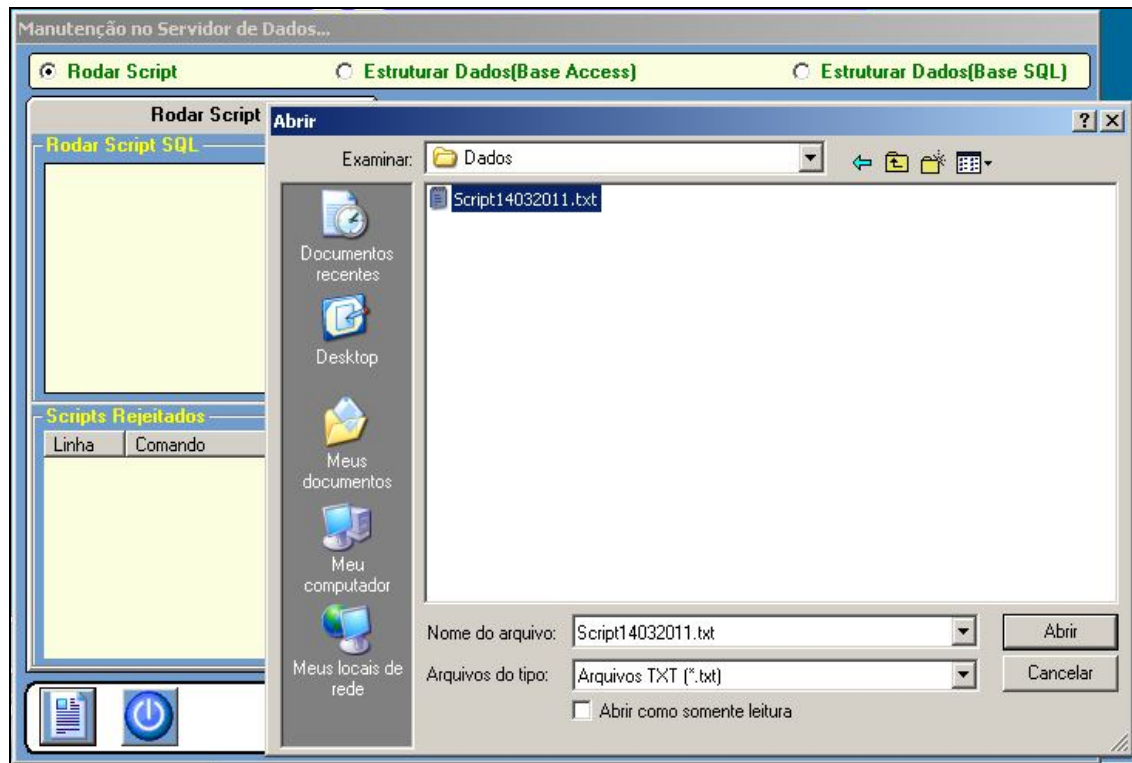 Manutenção no Servidor de Dados...
Rodar Script
Estruturar Dados(Base Access)
Estruturar Dados(Base SQL)
Rodar Script
Rodar Script SQL
Scripts Rejeitados
Linha
Comando
Abrir
Examinar:
Dados
Script14032011.txt
Documentos
recentes
Desktop
Meus
documentos
Meu
computador
Meus locais de
rede
Nome do arquivo:
Script14032011.txt
Abrir
Arquivos do tipo:
Arquivos TXT (*.txt)
Cancelar
Abrir como somente leitura